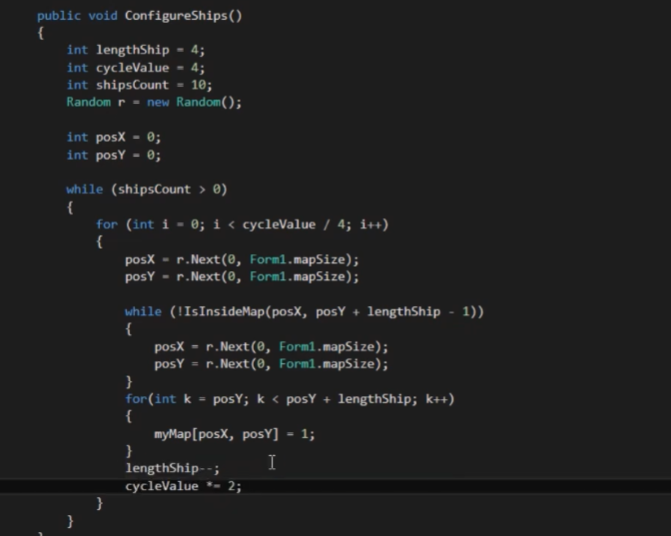 public void ConfigureShips()
{
int lengthShip = 4;
int cycleValue = 4;
int shipsCount = 10;
Random r = new Random();
int posX = 0;
int posY = 0;
while (shipsCount > 0)
{
for (int i = 0; i < cycleValue / 4; i++)
{
posX = r.Next(0, Form1.mapSize);
posY = r.Next(0, Form1.mapSize);
while (!IsInsideMap(posX, posY + lengthShip - 1))
{
posX = r.Next(0, Form1.mapSize);
posY = r.Next(0, Form1.mapSize);
}
for(int k = posY; k < posY + lengthShip; k++)
{
myMap[posX, posY] = 1;
}
lengthShip--;
cycleValue *= 2;
}
}